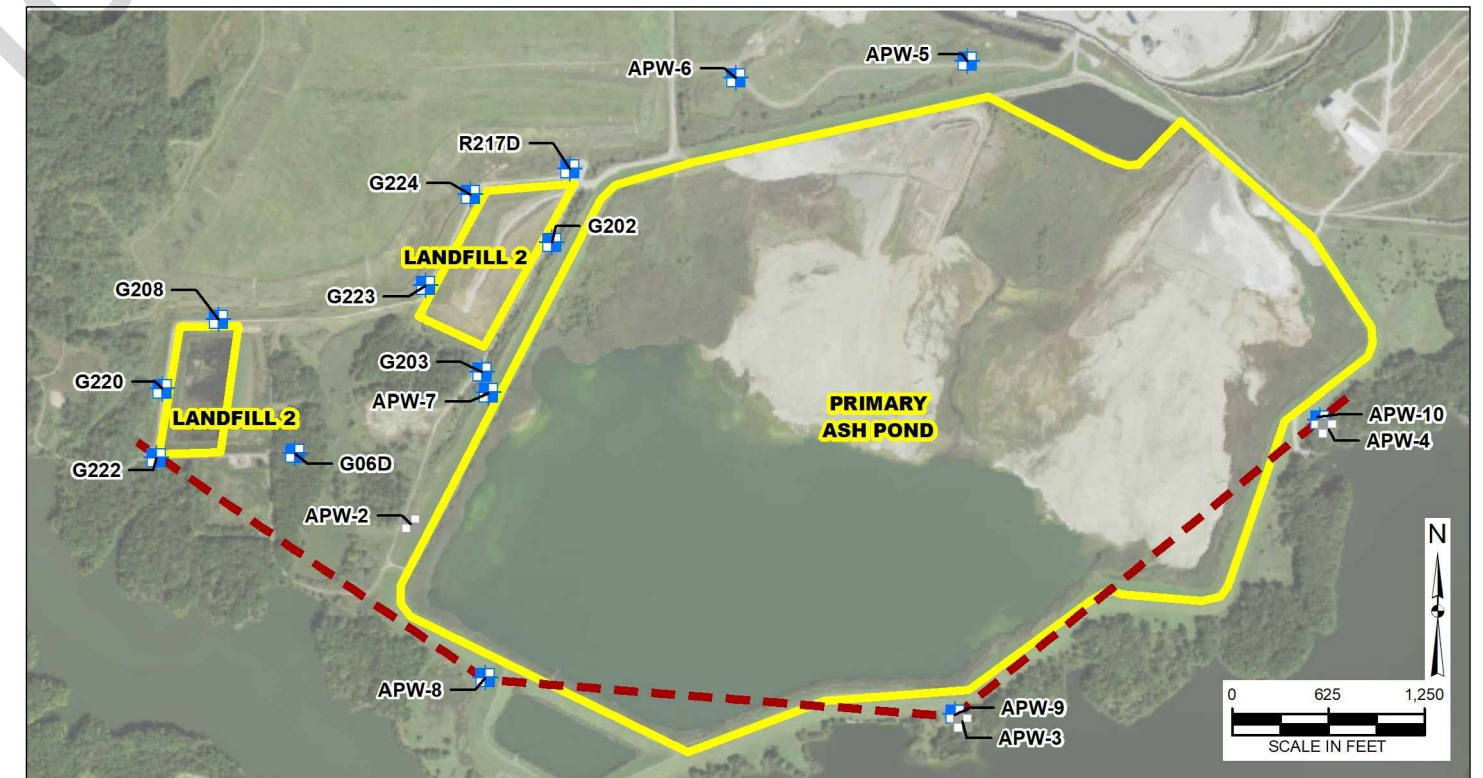 APW-5
APW-6
R217D
G224
G202
LANDFILL 2
G208
G223
G203
G220
APW-7
PRIMARY
ASH POND
LANDFILL 2
APW-10
APW-4
G222
G06D
APW-2
N
APW-8
APW-9
APW-3
0 625 1,250
SCALE IN FEET